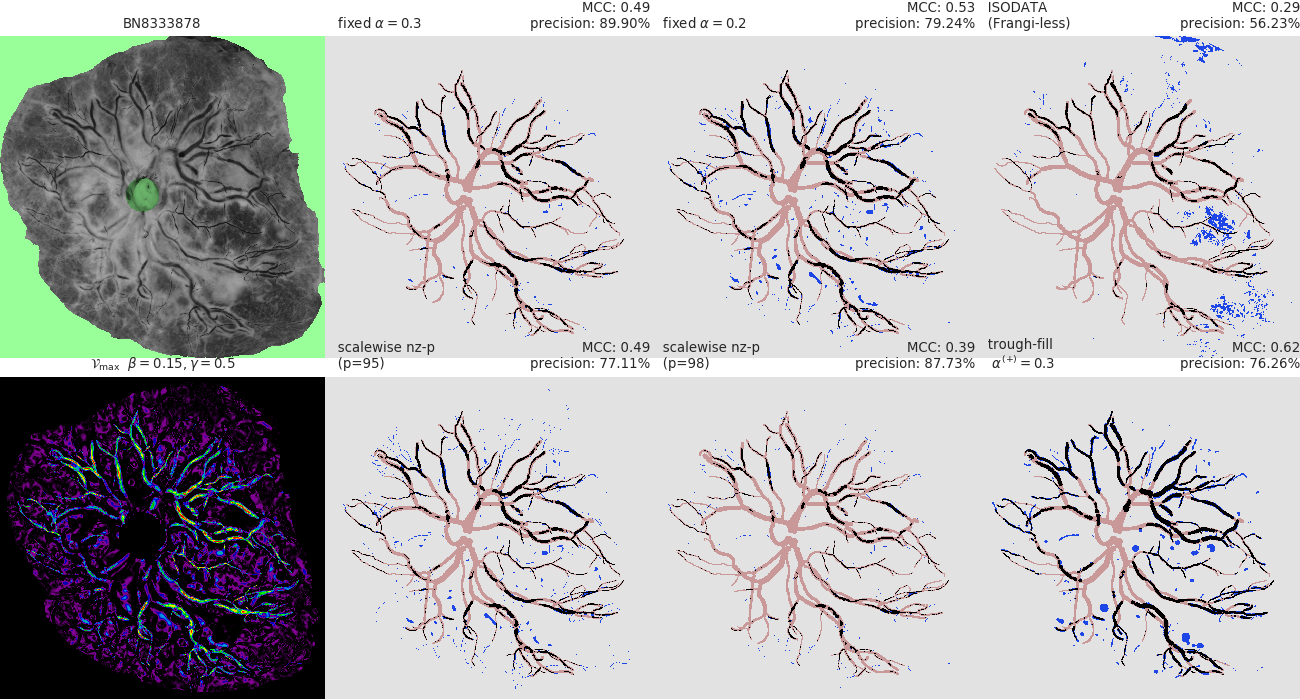 BN8333878
fixed α = 0.3
MCC: 0.49
precision: 89.90%
fixed α = 0.2
MCC: 0.53
precision: 79.24%
ISODATA
(Frangi-less)
MCC: 0.29
precision: 56.23%
𝒱max β = 0.15, γ = 0.5
scalewise nz-p
(p=95)
MCC: 0.49
precision: 77.11%
scalewise nz-p
(p=98)
MCC: 0.39
precision: 87.73%
trough-fill
α(+) = 0.3
MCC: 0.62
precision: 76.26%